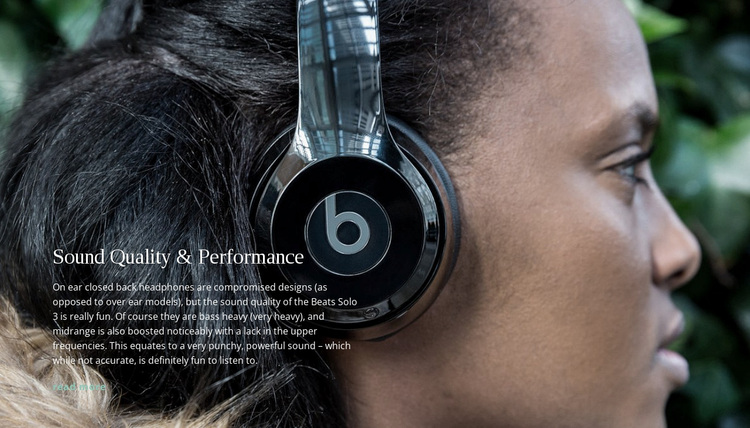 b
Sound Quality & Performance
On ear closed back headphones are compromised designs (as
opposed to over ear models), but the sound quality of the Beats Solo
3 is really fun. Of course they are bass heavy (very heavy), and
midrange is also boosted noticeably with a lack in the upper
frequencies. This equates to a very punchy, powerful sound – which
while not accurate, is definitely fun to listen to.
read more